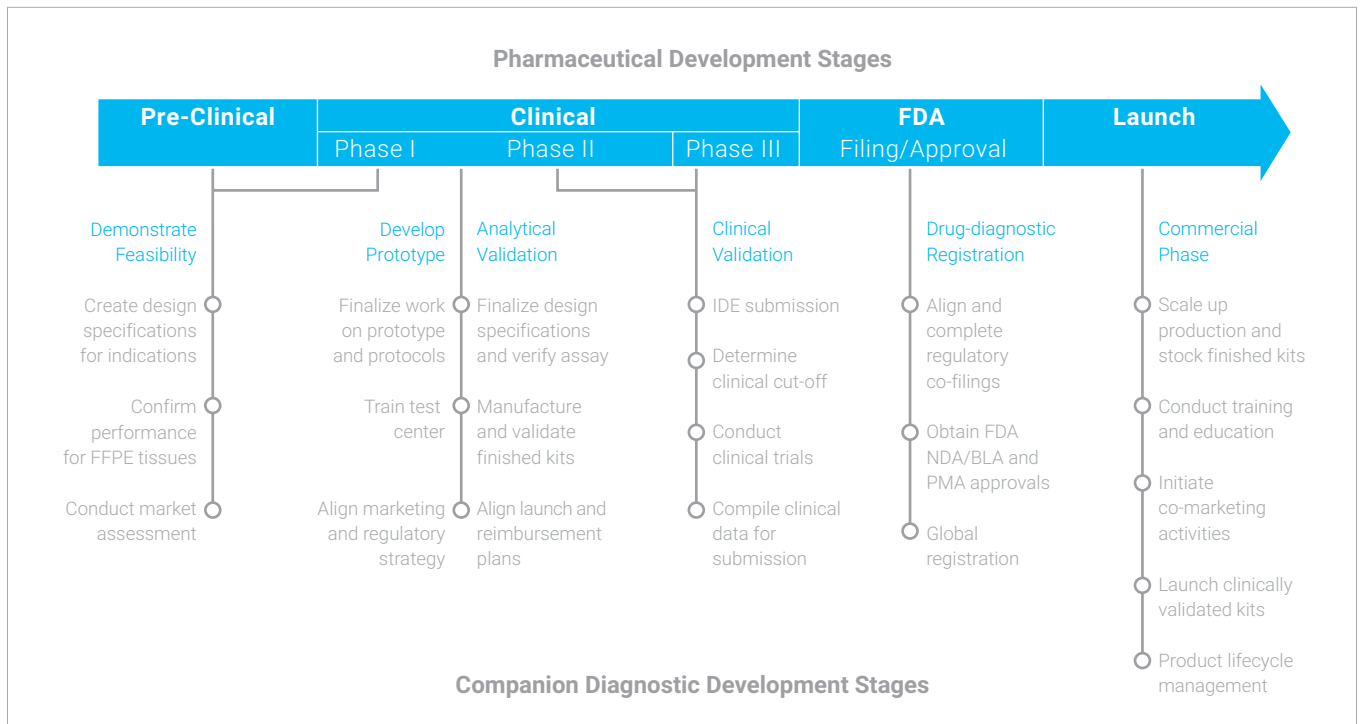 Pharmaceutical Development Stages
Pre-Clinical
Clinical
FDA
Launch
Phase I
Phase II
Phase III
Filing/Approval
Demonstrate
Feasibility
Create design
specifications
for indications
Confirm
performance
for FFPE tissues
Conduct market
assessment
Develop
Prototype
Finalize work
on prototype
and protocols
Train test
center
Align marketing
and regulatory
strategy
Analytical
Validation
Finalize design
specifications
and verify assay
Manufacture
and validate
finished kits
Align launch and
reimbursement
plans
Clinical
Validation
IDE submission
Determine
clinical cut-off
Conduct
clinical trials
Compile clinical
data for
submission
Drug-diagnostic
Registration
Align and
complete
regulatory
co-filings
Obtain FDA
NDA/BLA and
PMA approvals
Global
registration
Commercial
Phase
Scale up
production and
stock finished kits
Conduct training
and education
Initiate
co-marketing
activities
Launch clinically
validated kits
Product lifecycle
management
Companion Diagnostic Development Stages